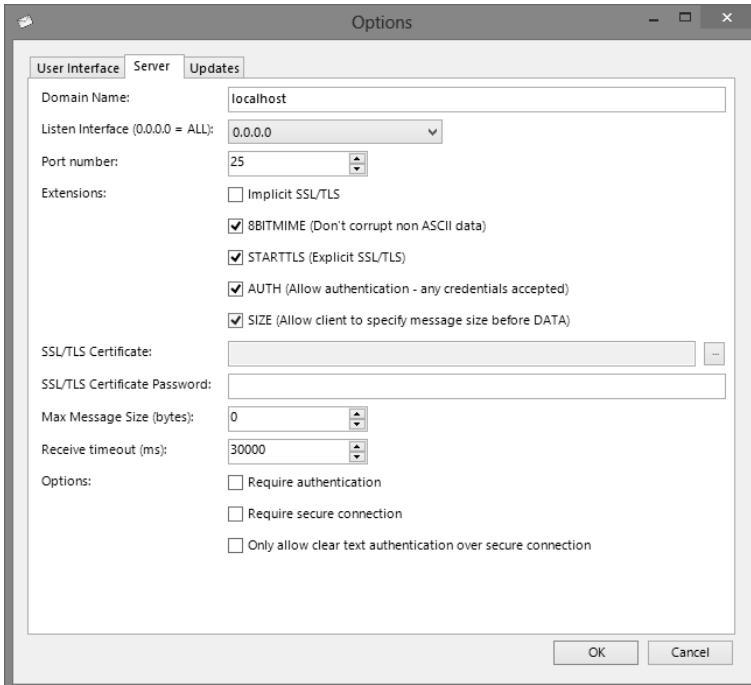 Options
User Interface Server Updates
Domain Name: localhost
Listen Interface (0.0.0.0 = ALL): 0.0.0.0
Port number: 25
Extensions: Implicit SSL/TLS
8BITMIME (Don't corrupt non ASCII data)
STARTTLS (Explicit SSL/TLS)
AUTH (Allow authentication - any credentials accepted)
SIZE (Allow client to specify message size before DATA)
SSL/TLS Certificate: ...
SSL/TLS Certificate Password:
Max Message Size (bytes): 0
Receive timeout (ms): 30000
Options: Require authentication
Require secure connection
Only allow clear text authentication over secure connection
OK Cancel